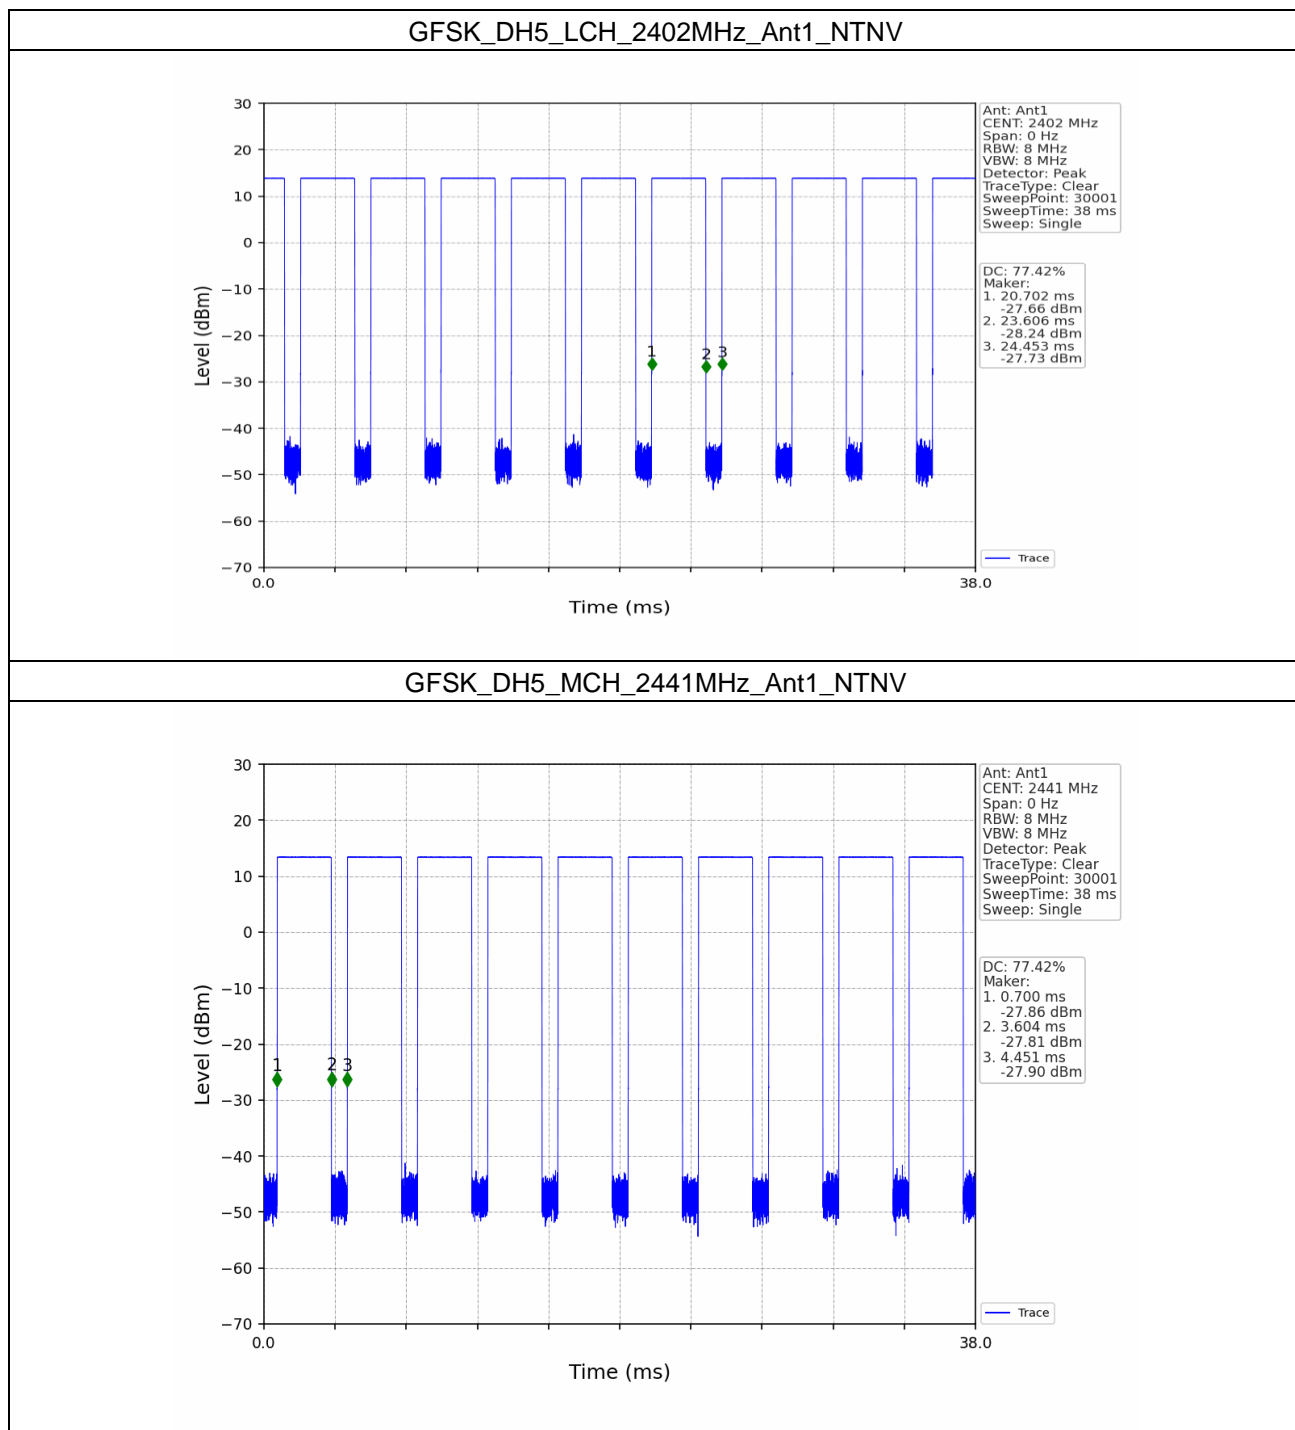 GFSK_DH5_LCH_2402MHz_Ant1_NTNV
30
20
10
0
−10
−20
−30
−40
−50
−60
−70
Level (dBm)
0.0
38.0
Time (ms)
1
2
3
Ant: Ant1
CENT: 2402 MHz
Span: 0 Hz
RBW: 8 MHz
VBW: 8 MHz
Detector: Peak
TraceType: Clear
SweepPoint: 30001
SweepTime: 38 ms
Sweep: Single
DC: 77.42%
Maker:
1. 20.702 ms
-27.66 dBm
2. 23.606 ms
-28.24 dBm
3. 24.453 ms
-27.73 dBm
Trace
GFSK_DH5_MCH_2441MHz_Ant1_NTNV
30
20
10
0
−10
−20
−30
−40
−50
−60
−70
Level (dBm)
0.0
38.0
Time (ms)
1
2
3
Ant: Ant1
CENT: 2441 MHz
Span: 0 Hz
RBW: 8 MHz
VBW: 8 MHz
Detector: Peak
TraceType: Clear
SweepPoint: 30001
SweepTime: 38 ms
Sweep: Single
DC: 77.42%
Maker:
1. 0.700 ms
-27.86 dBm
2. 3.604 ms
-27.81 dBm
3. 4.451 ms
-27.90 dBm
Trace